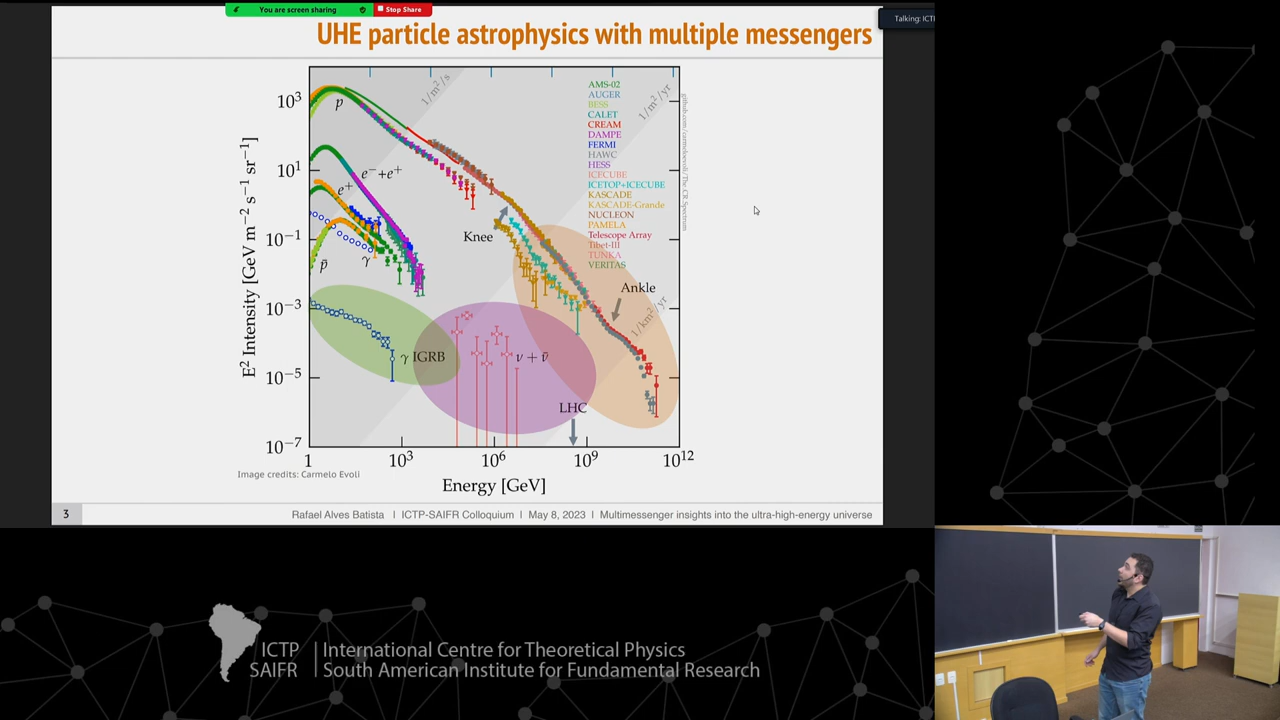 You are screen sharing
Stop Share
Talking: ICTI
UHE particle astrophysics with multiple messengers
1/m²/s
1/m²/yr
1/km²/yr
10³
10¹
10⁻¹
10⁻³
10⁻⁵
10⁻⁷
E² Intensity [GeV m⁻² s⁻¹ sr⁻¹]
p
e⁻+e⁺
e⁺
p̄
γ
Knee
Ankle
γ IGRB
ν + ν̄
LHC
AMS-02
AUGER
BESS
CALET
CREAM
DAMPE
FERMI
HAWC
HESS
ICECUBE
ICETOP+ICECUBE
KASCADE
KASCADE-Grande
NUCLEON
PAMELA
Telescope Array
Tibet-III
TUNKA
VERITAS
github.com/carmeloevoli/The_CR_Spectrum
1
10³
10⁶
10⁹
10¹²
Energy [GeV]
Image credits: Carmelo Evoli
3
Rafael Alves Batista | ICTP-SAIFR Colloquium | May 8, 2023 | Multimessenger insights into the ultra-high-energy universe
ICTP
SAIFR
International Centre for Theoretical Physics
South American Institute for Fundamental Research